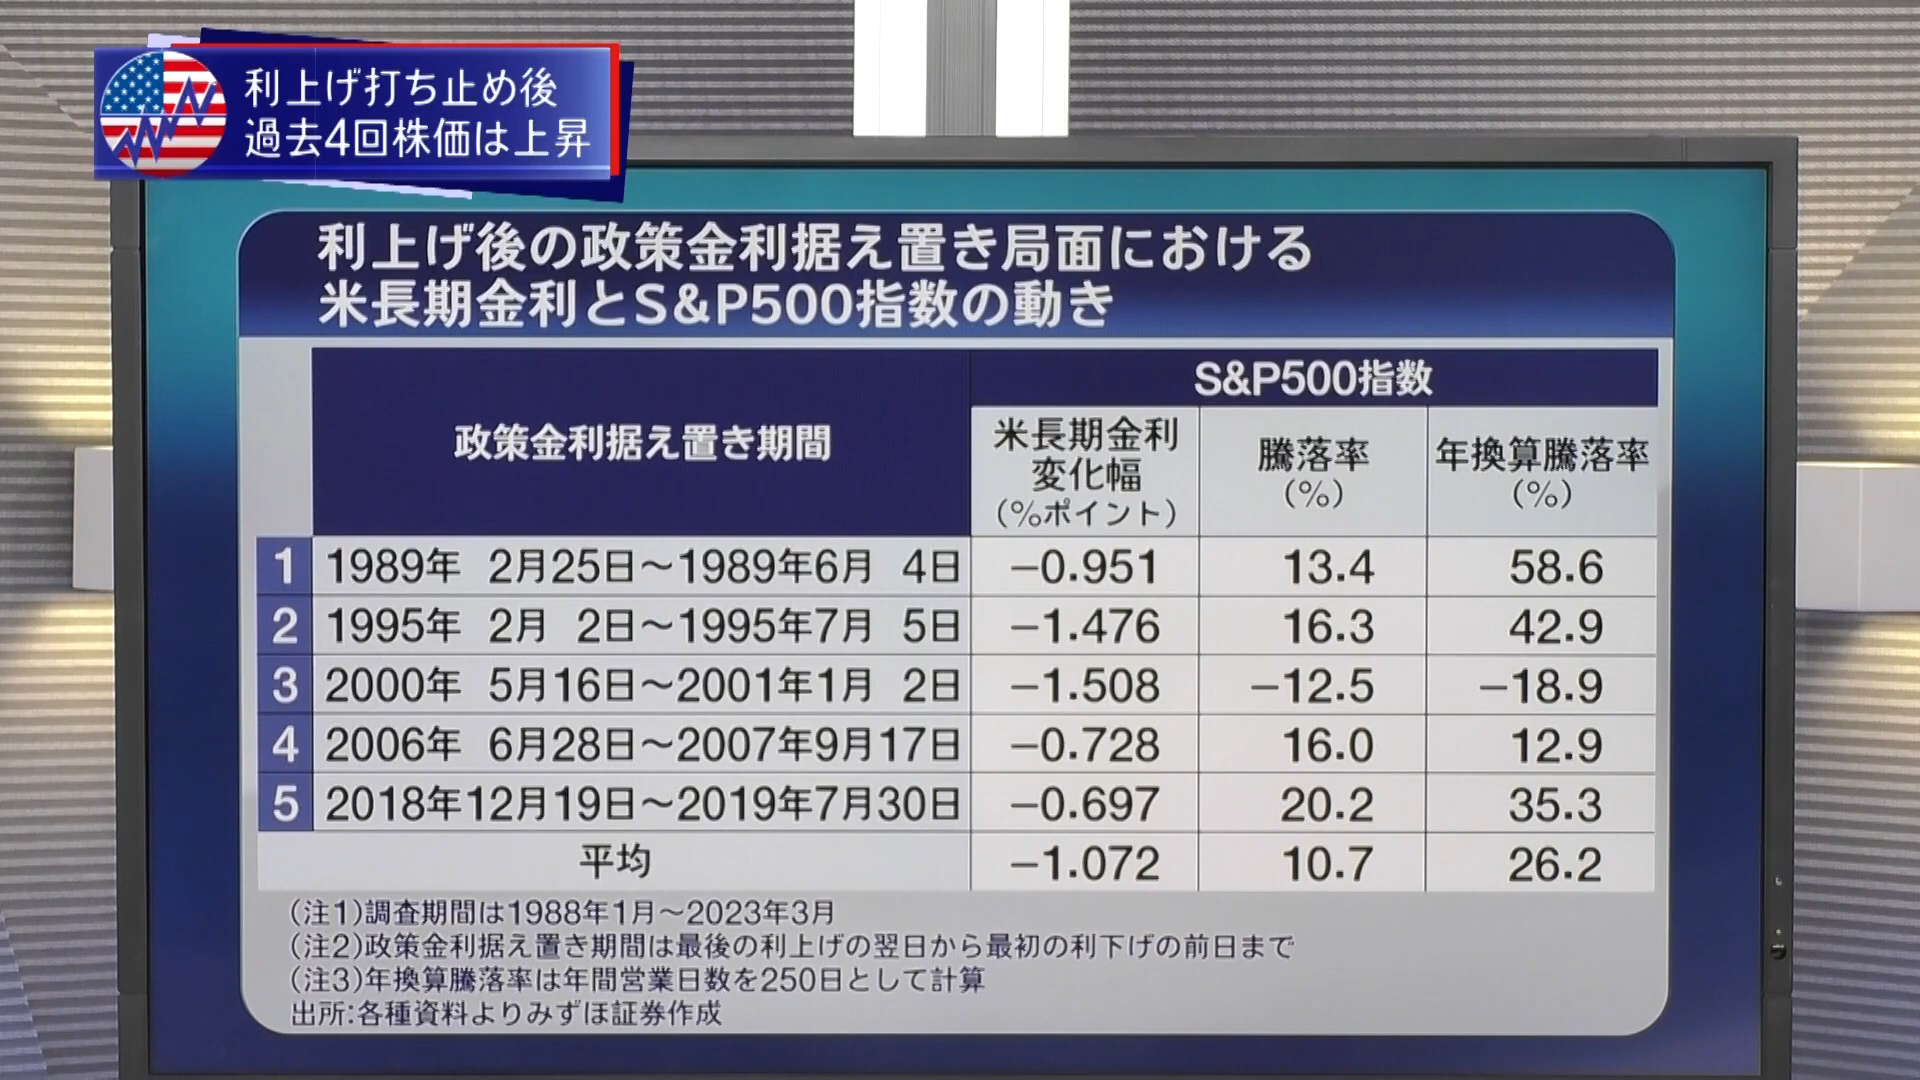 利上げ打ち止め後
過去4回株価は上昇
利上げ後の政策金利据え置き局面における
米長期金利とS&P500指数の動き
政策金利据え置き期間
S&P500指数
米長期金利
変化幅
(%ポイント)
騰落率
(%)
年換算騰落率
(%)
1 1989年 2月25日～1989年6月 4日 −0.951 13.4 58.6
2 1995年 2月 2日～1995年7月 5日 −1.476 16.3 42.9
3 2000年 5月16日～2001年1月 2日 −1.508 −12.5 −18.9
4 2006年 6月28日～2007年9月17日 −0.728 16.0 12.9
5 2018年12月19日～2019年7月30日 −0.697 20.2 35.3
平均 −1.072 10.7 26.2
(注1)調査期間は1988年1月～2023年3月
(注2)政策金利据え置き期間は最後の利上げの翌日から最初の利下げの前日まで
(注3)年換算騰落率は年間営業日数を250日として計算
出所:各種資料よりみずほ証券作成